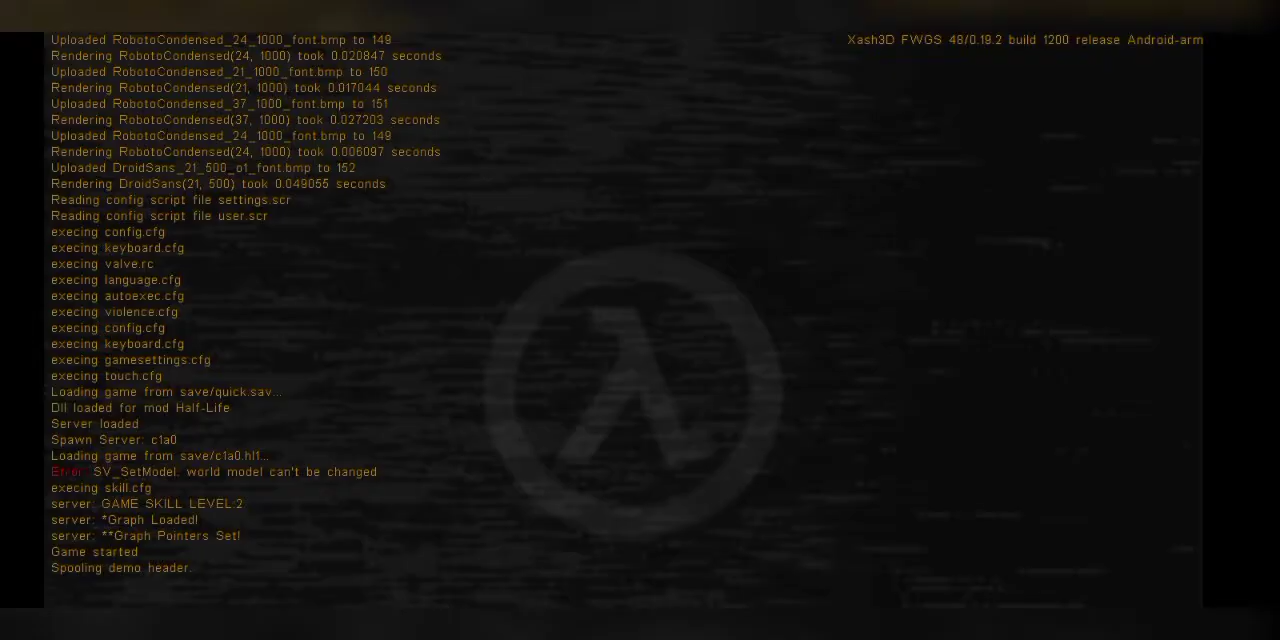 Uploaded RobotoCondensed_24_1000_font.bmp to 149
Xash3D FWGS 48/0.19.2 build 1200 release Android-arm
Rendering RobotoCondensed(24, 1000) took 0.020847 seconds
Uploaded RobotoCondensed_21_1000_font.bmp to 150
Rendering RobotoCondensed(21, 1000) took 0.017044 seconds
Uploaded RobotoCondensed_37_1000_font.bmp to 151
Rendering RobotoCondensed(37, 1000) took 0.027203 seconds
Uploaded RobotoCondensed_24_1000_font.bmp to 149
Rendering RobotoCondensed(24, 1000) took 0.006097 seconds
Uploaded DroidSans_21_500_o1_font.bmp to 152
Rendering DroidSans(21, 500) took 0.049055 seconds
Reading config script file settings.scr
Reading config script file user.scr
execing config.cfg
execing keyboard.cfg
execing valve.rc
execing language.cfg
execing autoexec.cfg
execing violence.cfg
execing config.cfg
execing keyboard.cfg
execing gamesettings.cfg
execing touch.cfg
Loading game from save/quick.sav...
Dll loaded for mod Half-Life
Server loaded
Spawn Server: c1a0
Loading game from save/c1a0.hl1...
Error: SV_SetModel: world model can't be changed
execing skill.cfg
server: GAME SKILL LEVEL:2
server: *Graph Loaded!
server: **Graph Pointers Set!
Game started
Spooling demo header.